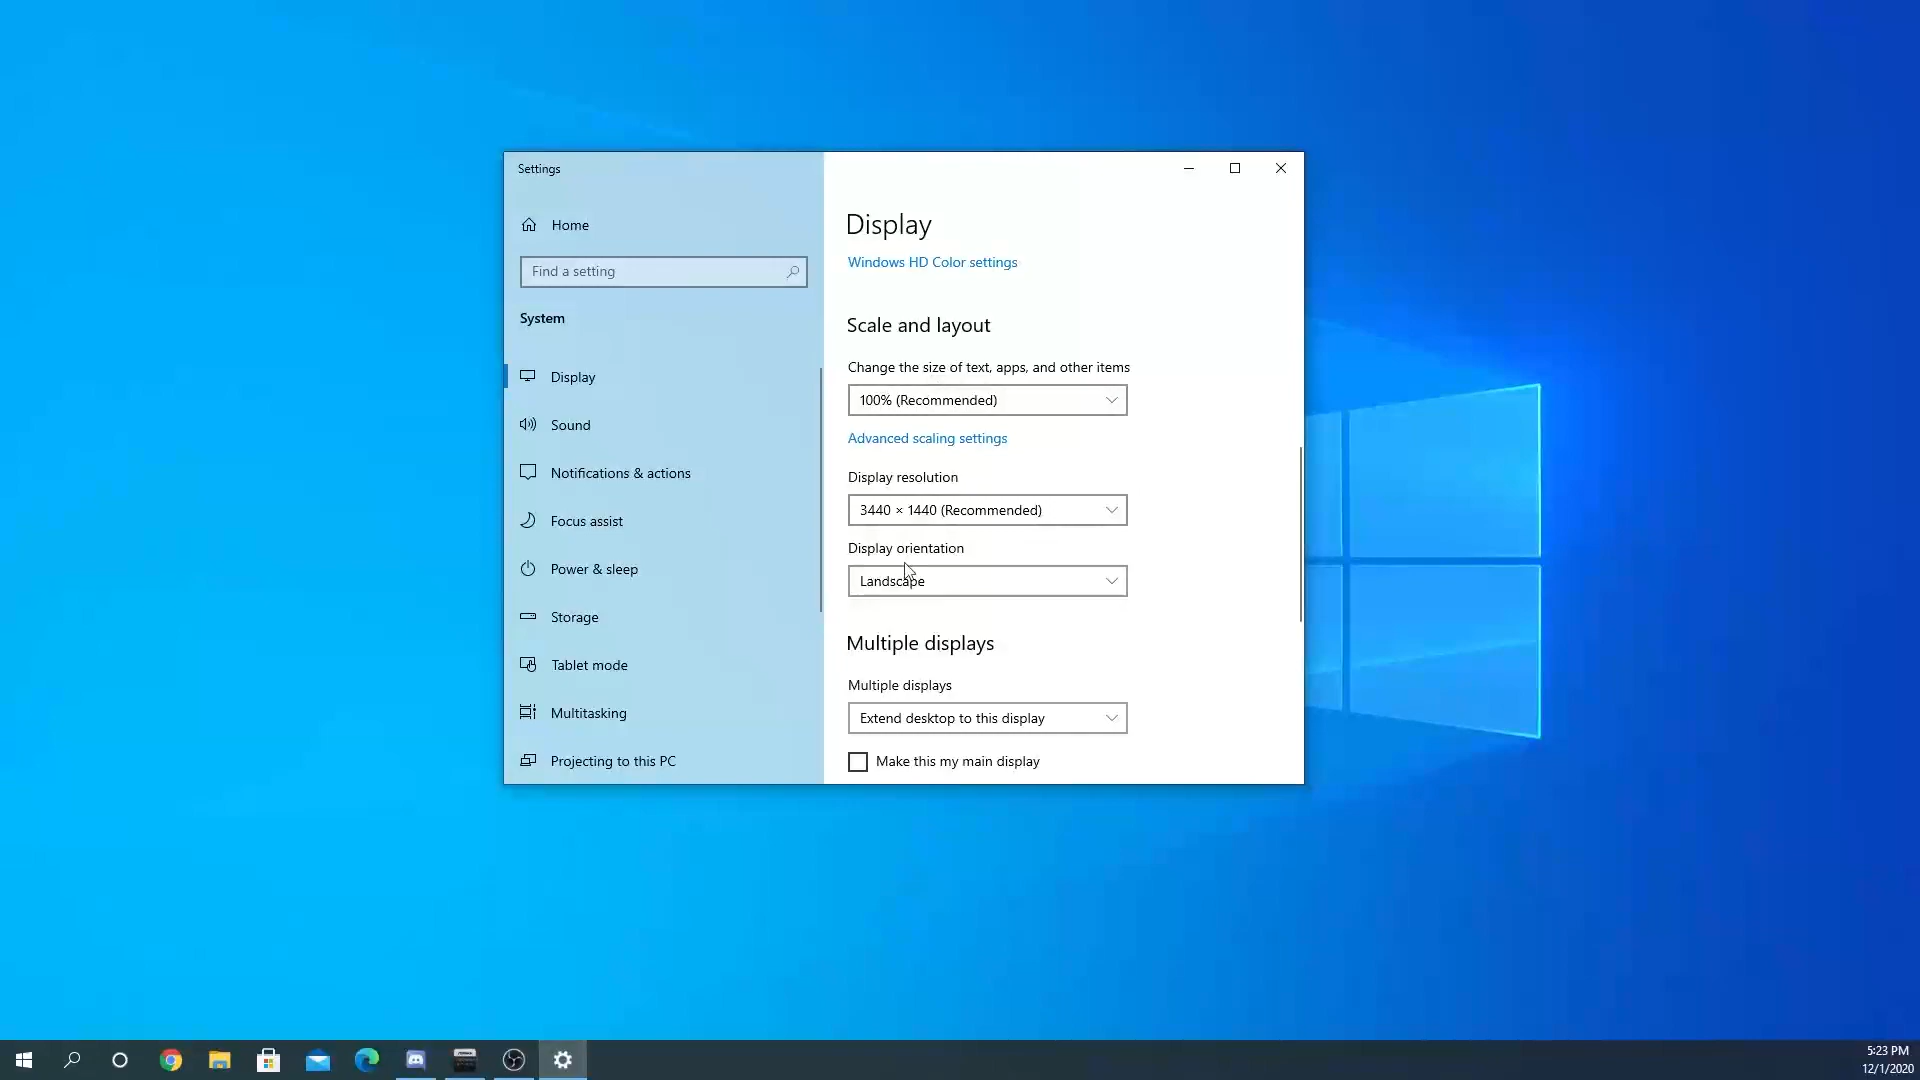 Settings
Home
Find a setting
System
Display
Sound
Notifications & actions
Focus assist
Power & sleep
Storage
Tablet mode
Multitasking
Projecting to this PC
Display
Windows HD Color settings
Scale and layout
Change the size of text, apps, and other items
100% (Recommended)
Advanced scaling settings
Display resolution
3440 × 1440 (Recommended)
Display orientation
Landscape
Multiple displays
Multiple displays
Extend desktop to this display
Make this my main display
5:23 PM
12/1/2020